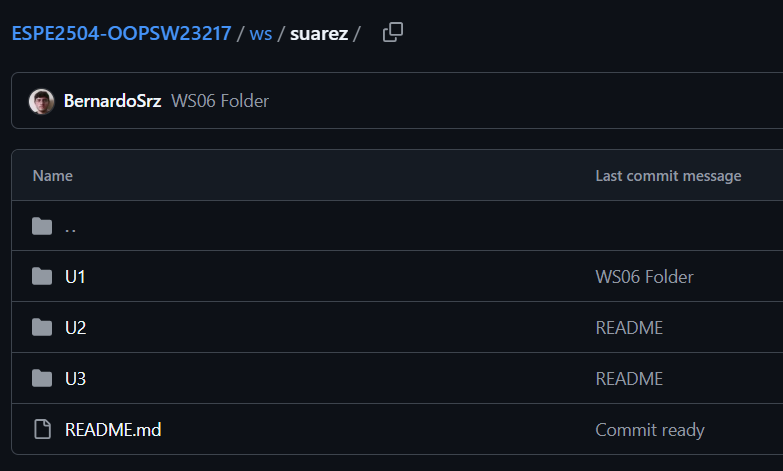 ESPE2504-OOPSW23217 / ws / suarez /
BernardoSrz WS06 Folder
Name Last commit message
..
U1 WS06 Folder
U2 README
U3 README
README.md Commit ready